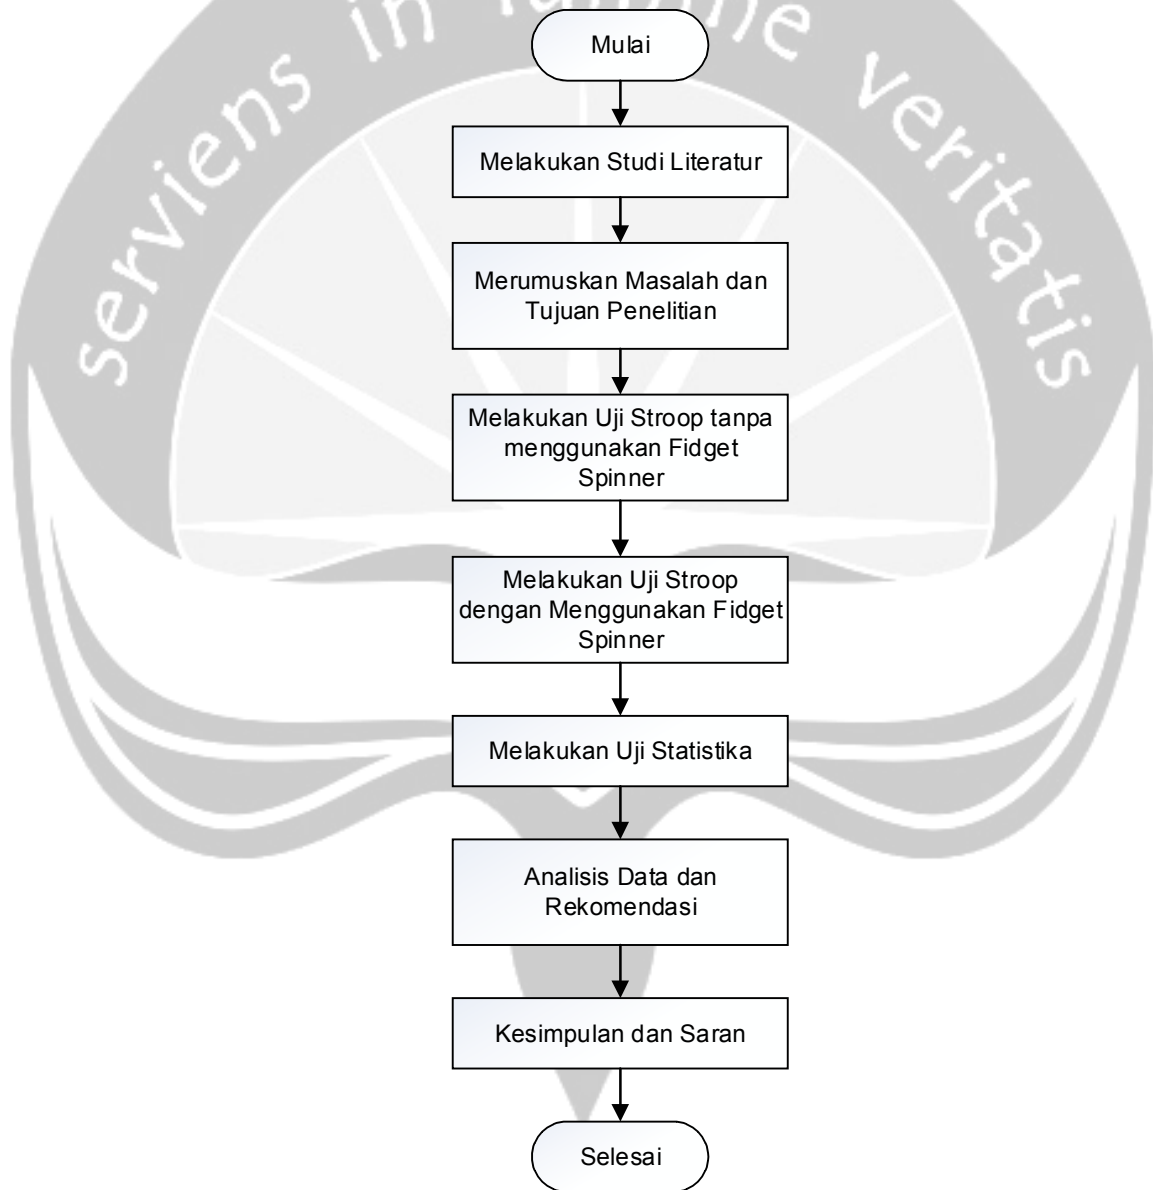 serviens in lumine veritatis
Mulai
Melakukan Studi Literatur
Merumuskan Masalah dan
Tujuan Penelitian
Melakukan Uji Stroop tanpa
menggunakan Fidget
Spinner
Melakukan Uji Stroop
dengan Menggunakan Fidget
Spinner
Melakukan Uji Statistika
Analisis Data dan
Rekomendasi
Kesimpulan dan Saran
Selesai